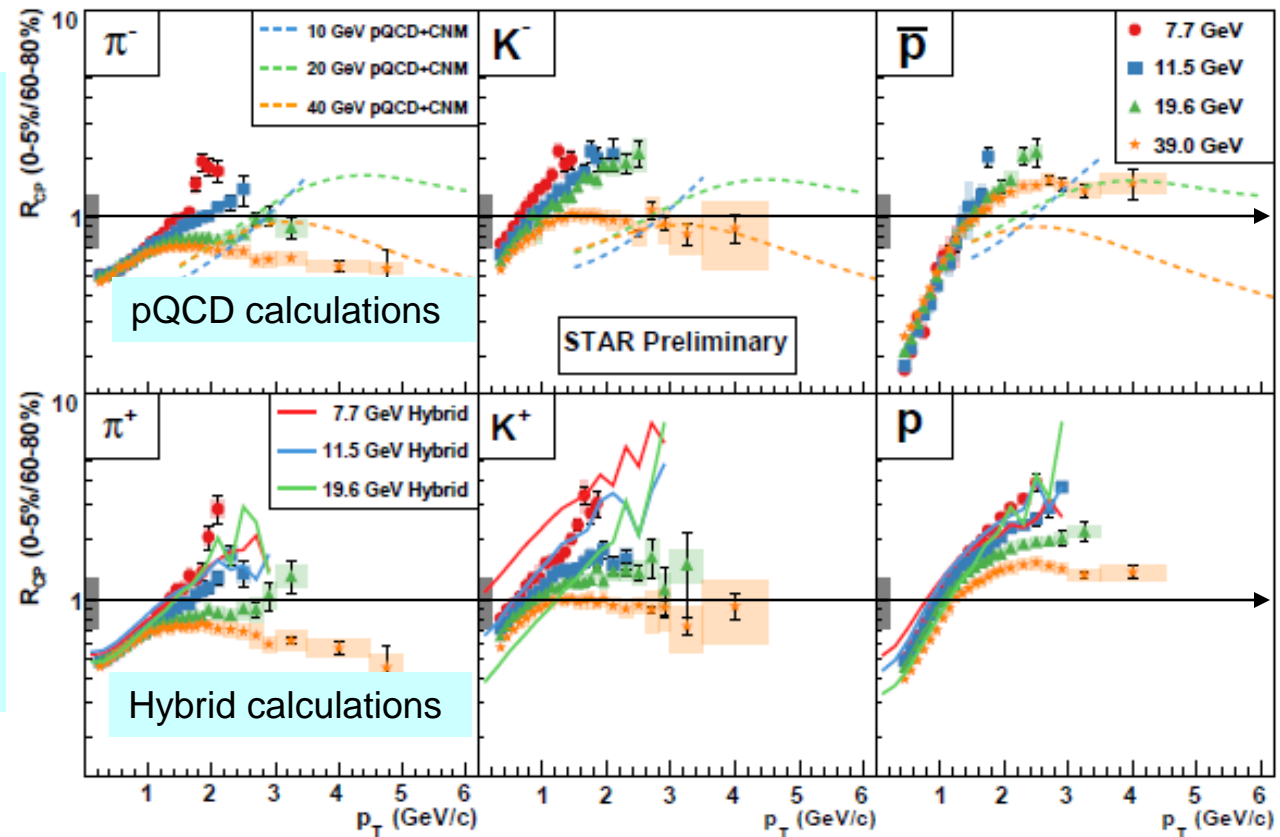 10
π⁻
10 GeV pQCD+CNM
20 GeV pQCD+CNM
40 GeV pQCD+CNM
K⁻
p̅
7.7 GeV
11.5 GeV
19.6 GeV
39.0 GeV
R_CP (0-5%/60-80%)
1
pQCD calculations
STAR Preliminary
10
π⁺
7.7 GeV Hybrid
11.5 GeV Hybrid
19.6 GeV Hybrid
K⁺
p
R_CP (0-5%/60-80%)
1
Hybrid calculations
1 2 3 4 5 6
1 2 3 4 5 6
1 2 3 4 5 6
p_T (GeV/c)
p_T (GeV/c)
p_T (GeV/c)